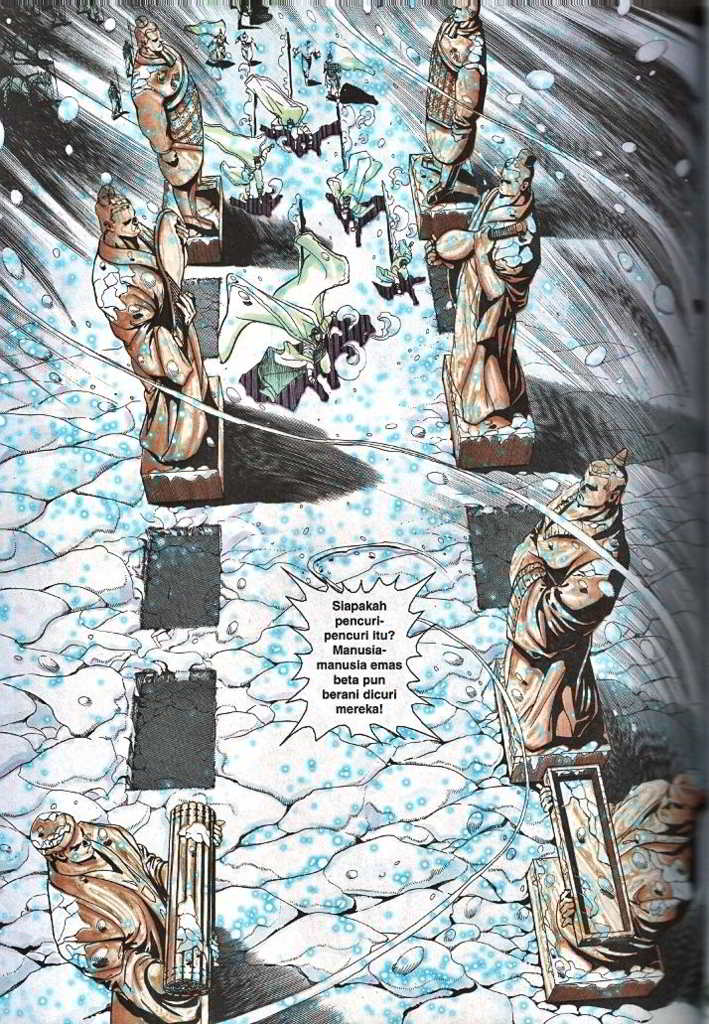 Siapakah
pencuri-
pencuri itu?
Manusia-
manusia emas
beta pun
berani dicuri
mereka!